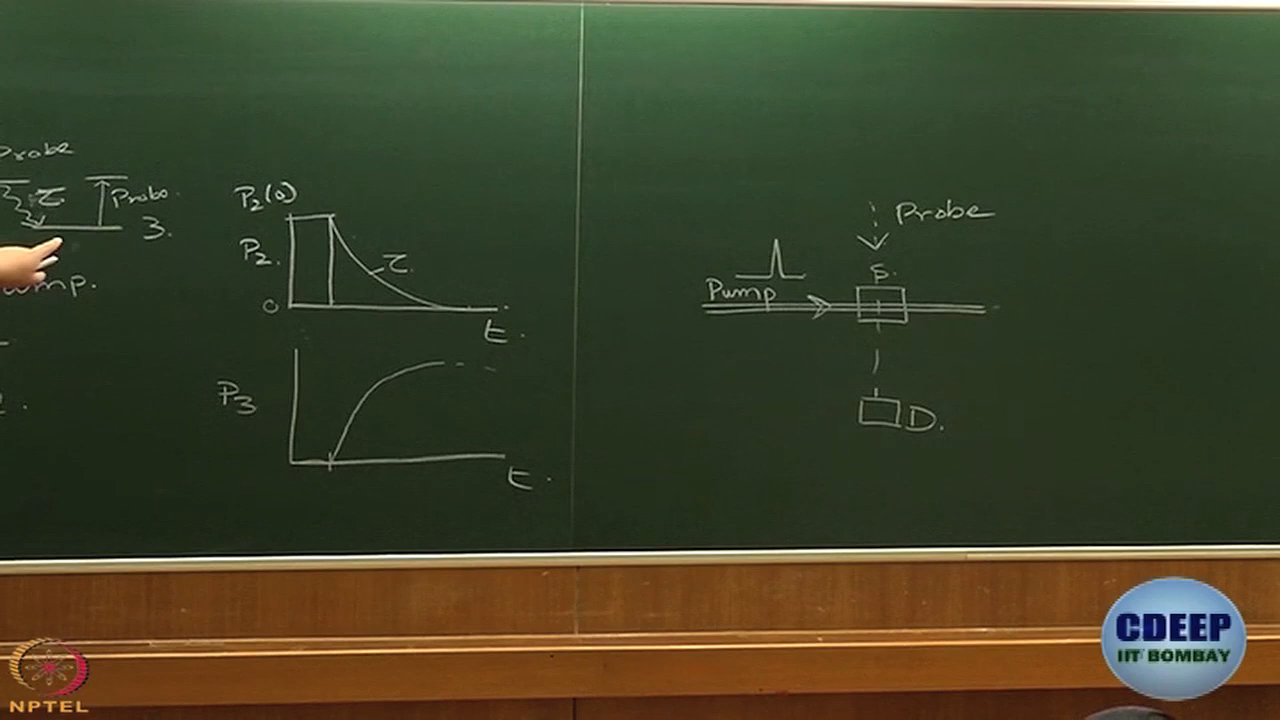 Probe
τ Probe
3.
ump.
P₂(0)
P₂
τ
0
t
P₃
t
Probe
S.
Pump
D.
CDEEP
IIT BOMBAY
NPTEL